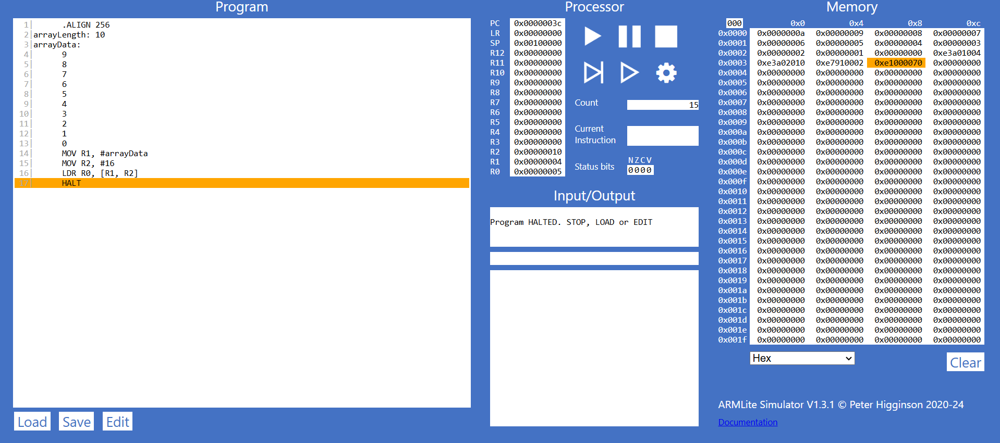 Program
1| .ALIGN 256
2|arrayLength: 10
3|arrayData:
4| 9
5| 8
6| 7
7| 6
8| 5
9| 4
10| 3
11| 2
12| 1
13| 0
14| MOV R1, #arrayData
15| MOV R2, #16
16| LDR R0, [R1, R2]
17| HALT
Load Save Edit
Processor
PC 0x0000003c
LR 0x00000000
SP 0x00100000
R12 0x00000000
R11 0x00000000
R10 0x00000000
R9 0x00000000
R8 0x00000000
R7 0x00000000
R6 0x00000000
R5 0x00000000
R4 0x00000000
R3 0x00000000
R2 0x00000010
R1 0x00000004
R0 0x00000005
Count 15
Current
Instruction
NZCV
Status bits 0000
Input/Output
Program HALTED. STOP, LOAD or EDIT
Memory
000 0x0 0x4 0x8 0xc
0x0000 0x0000000a 0x00000009 0x00000008 0x00000007
0x0001 0x00000006 0x00000005 0x00000004 0x00000003
0x0002 0x00000002 0x00000001 0x00000000 0xe3a01004
0x0003 0xe3a02010 0xe7910002 0xe1000070 0x00000000
0x0004 0x00000000 0x00000000 0x00000000 0x00000000
0x0005 0x00000000 0x00000000 0x00000000 0x00000000
0x0006 0x00000000 0x00000000 0x00000000 0x00000000
0x0007 0x00000000 0x00000000 0x00000000 0x00000000
0x0008 0x00000000 0x00000000 0x00000000 0x00000000
0x0009 0x00000000 0x00000000 0x00000000 0x00000000
0x000a 0x00000000 0x00000000 0x00000000 0x00000000
0x000b 0x00000000 0x00000000 0x00000000 0x00000000
0x000c 0x00000000 0x00000000 0x00000000 0x00000000
0x000d 0x00000000 0x00000000 0x00000000 0x00000000
0x000e 0x00000000 0x00000000 0x00000000 0x00000000
0x000f 0x00000000 0x00000000 0x00000000 0x00000000
0x0010 0x00000000 0x00000000 0x00000000 0x00000000
0x0011 0x00000000 0x00000000 0x00000000 0x00000000
0x0012 0x00000000 0x00000000 0x00000000 0x00000000
0x0013 0x00000000 0x00000000 0x00000000 0x00000000
0x0014 0x00000000 0x00000000 0x00000000 0x00000000
0x0015 0x00000000 0x00000000 0x00000000 0x00000000
0x0016 0x00000000 0x00000000 0x00000000 0x00000000
0x0017 0x00000000 0x00000000 0x00000000 0x00000000
0x0018 0x00000000 0x00000000 0x00000000 0x00000000
0x0019 0x00000000 0x00000000 0x00000000 0x00000000
0x001a 0x00000000 0x00000000 0x00000000 0x00000000
0x001b 0x00000000 0x00000000 0x00000000 0x00000000
0x001c 0x00000000 0x00000000 0x00000000 0x00000000
0x001d 0x00000000 0x00000000 0x00000000 0x00000000
0x001e 0x00000000 0x00000000 0x00000000 0x00000000
0x001f 0x00000000 0x00000000 0x00000000 0x00000000
Hex
Clear
ARMLite Simulator V1.3.1 © Peter Higginson 2020-24
Documentation